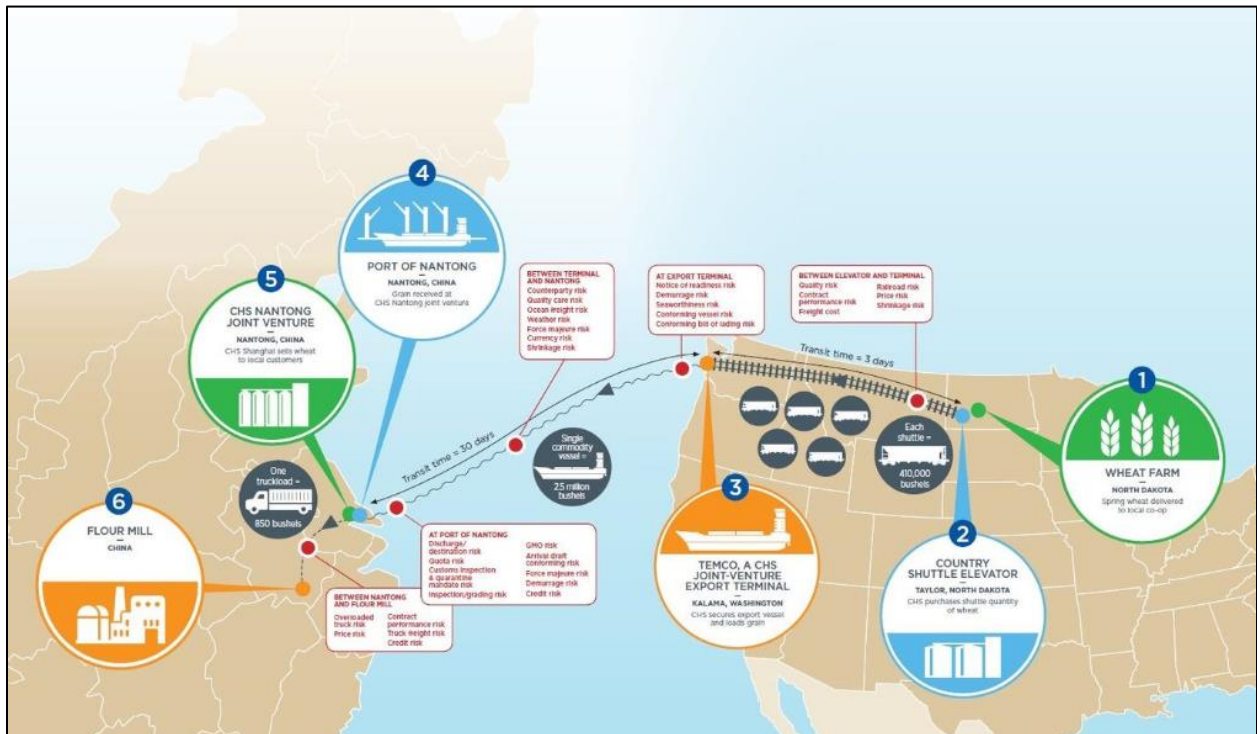 4
PORT OF NANTONG
NANTONG, CHINA
Grain received at
CHS Nantong joint venture
5
CHS NANTONG
JOINT VENTURE
NANTONG, CHINA
CHS Shanghai sells wheat
to local customers
6
FLOUR MILL
CHINA
One
truckload =
850 bushels
BETWEEN NANTONG
AND FLOUR MILL
Overloaded
truck risk
Price risk
Contract
performance risk
Truck freight risk
Credit risk
AT PORT OF NANTONG
Discharge/
destination risk
Quota risk
Customs inspection
& quarantine
mandate risk
Inspection/grading risk
GMO risk
Arrival draft
conforming risk
Force majeure risk
Demurrage risk
Credit risk
Transit time = 30 days
BETWEEN TERMINAL
AND NANTONG
Counterparty risk
Quality care risk
Ocean freight risk
Weather risk
Force majeure risk
Currency risk
Shrinkage risk
Single
commodity
vessel =
2.5 million
bushels
AT EXPORT TERMINAL
Notice of readiness risk
Demurrage risk
Seaworthiness risk
Conforming vessel risk
Conforming bill of lading risk
BETWEEN ELEVATOR AND TERMINAL
Quality risk
Contract
performance risk
Freight cost
Railroad risk
Price risk
Shrinkage risk
Transit time = 3 days
Each
shuttle =
410,000
bushels
3
TEMCO, A CHS
JOINT-VENTURE
EXPORT TERMINAL
KALAMA, WASHINGTON
CHS secures export vessel
and loads grain
2
COUNTRY
SHUTTLE ELEVATOR
TAYLOR, NORTH DAKOTA
CHS purchases shuttle quantity
of wheat
1
WHEAT FARM
NORTH DAKOTA
Spring wheat delivered
to local co-op